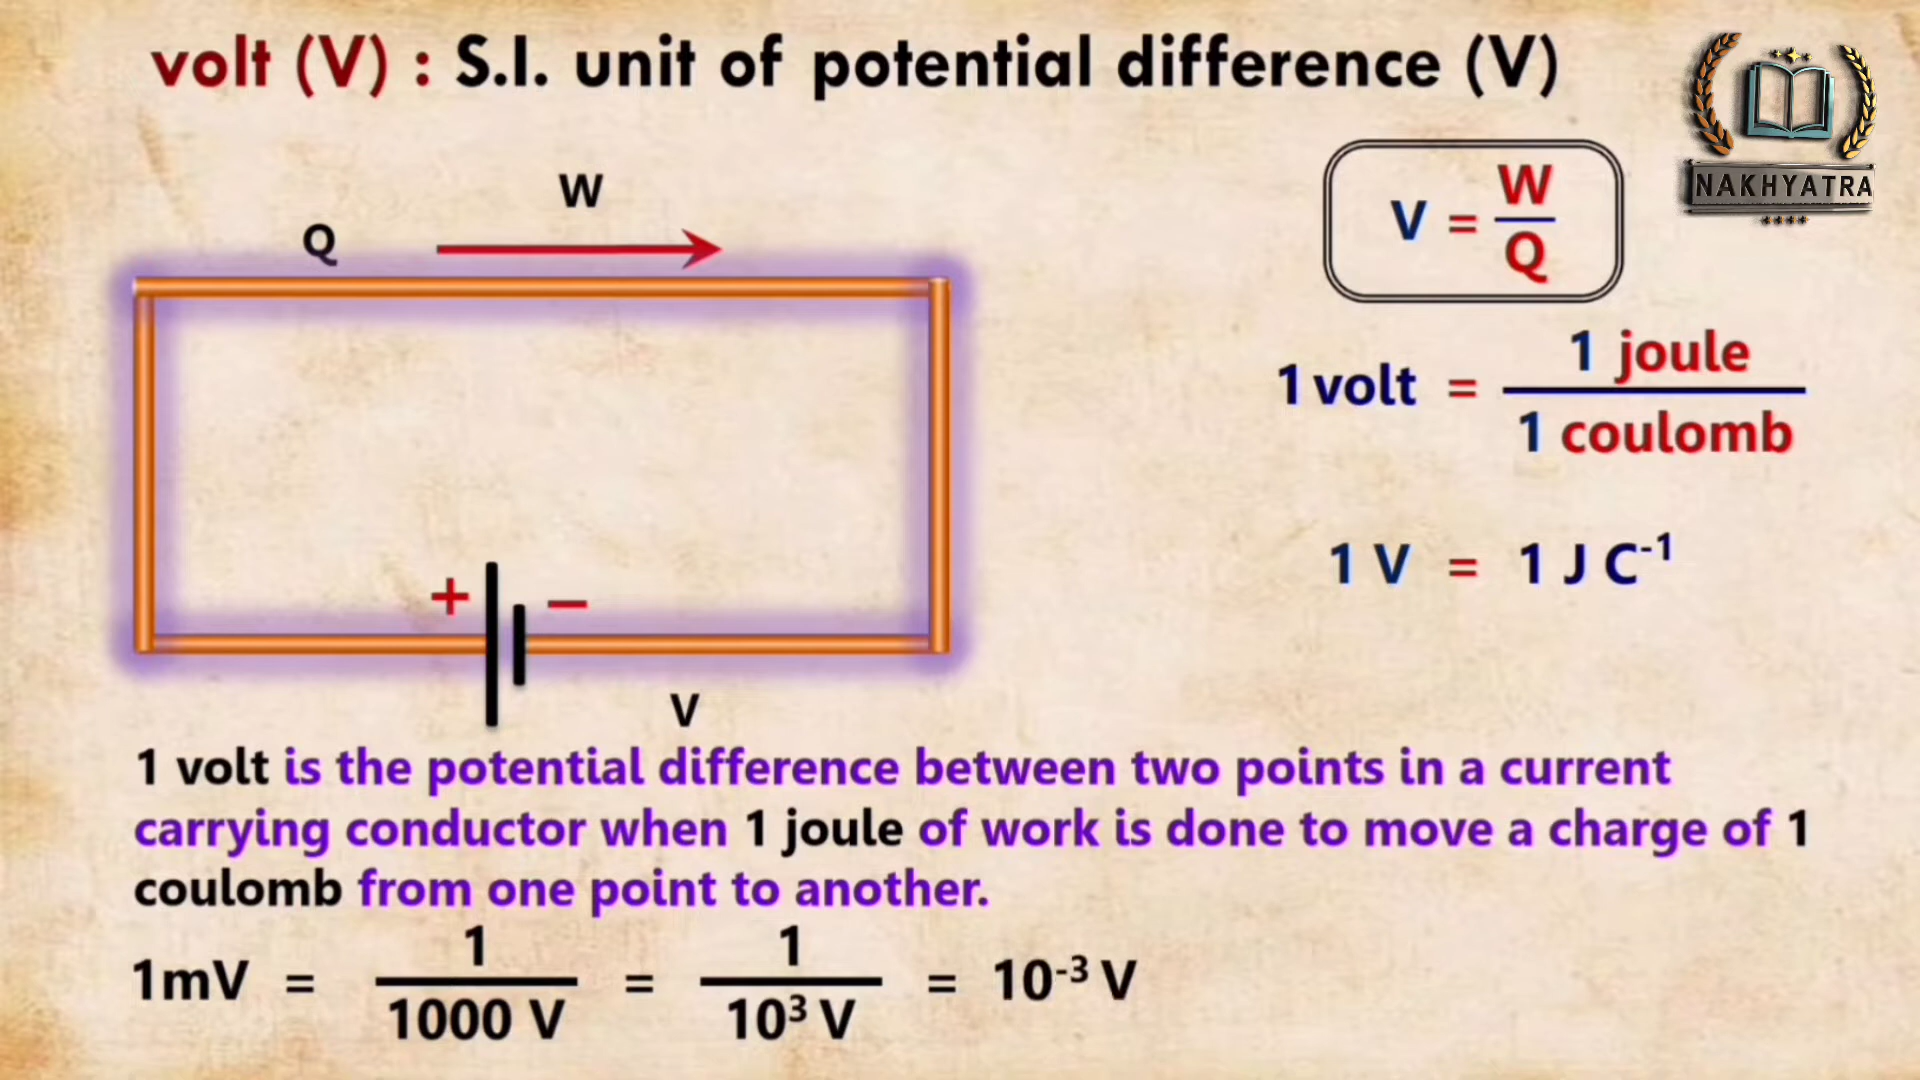 volt (V) : S.I. unit of potential difference (V)
NAKHYATRA
W
Q
V = W/Q
1 volt = 1 joule / 1 coulomb
1 V = 1 J C⁻¹
+ −
V
1 volt is the potential difference between two points in a current
carrying conductor when 1 joule of work is done to move a charge of 1
coulomb from one point to another.
1mV = 1/1000 V = 1/10³ V = 10⁻³ V